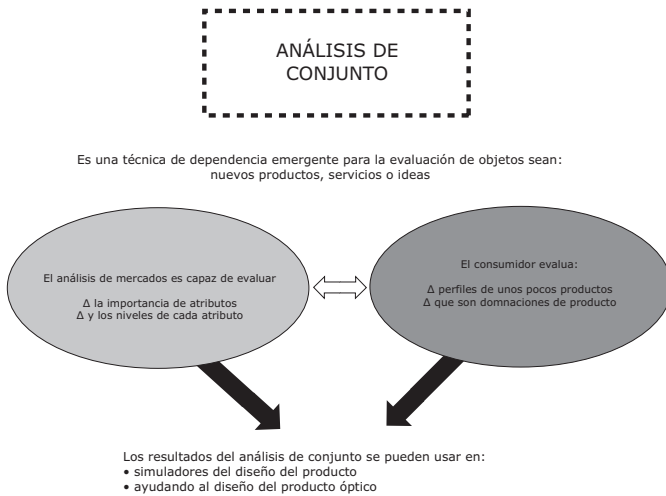 ANÁLISIS DE
CONJUNTO
Es una técnica de dependencia emergente para la evaluación de objetos sean:
nuevos productos, servicios o ideas
El análisis de mercados es capaz de evaluar
Δ la importancia de atributos
Δ y los niveles de cada atributo
El consumidor evalua:
Δ perfiles de unos pocos productos
Δ que son domnaciones de producto
Los resultados del análisis de conjunto se pueden usar en:
• simuladores del diseño del producto
• ayudando al diseño del producto óptico